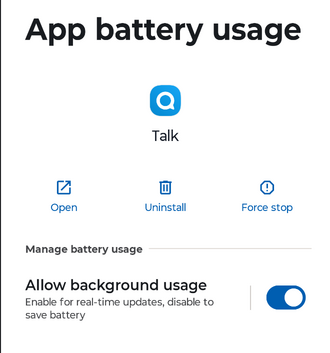 App battery usage
Talk
Open
Uninstall
Force stop
Manage battery usage
Allow background usage
Enable for real-time updates, disable to
save battery